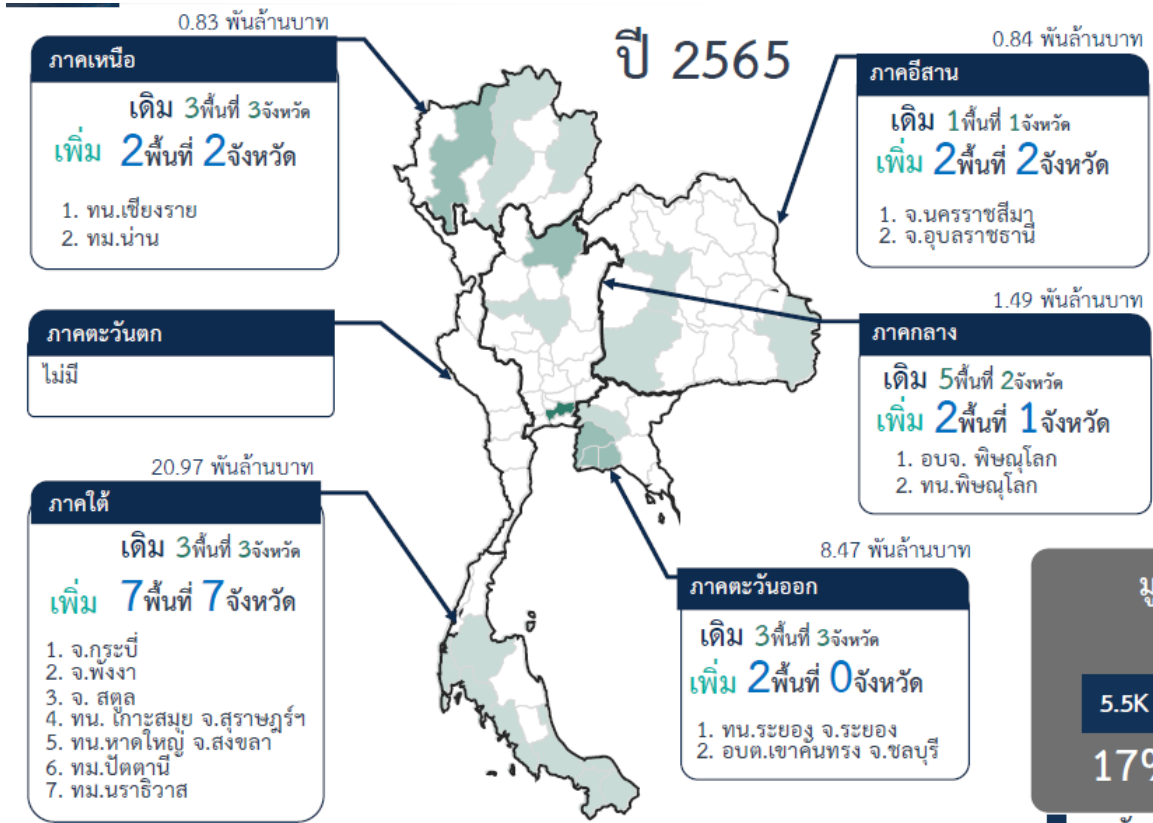 ปี 2565
0.83 พันล้านบาท
ภาคเหนือ
เดิม 3พื้นที่ 3จังหวัด
เพิ่ม 2พื้นที่ 2จังหวัด
1. ทน.เชียงราย
2. ทม.น่าน
0.84 พันล้านบาท
ภาคอีสาน
เดิม 1พื้นที่ 1จังหวัด
เพิ่ม 2พื้นที่ 2จังหวัด
1. จ.นครราชสีมา
2. จ.อุบลราชธานี
ภาคตะวันตก
ไม่มี
1.49 พันล้านบาท
ภาคกลาง
เดิม 5พื้นที่ 2จังหวัด
เพิ่ม 2พื้นที่ 1จังหวัด
1. อบจ. พิษณุโลก
2. ทน.พิษณุโลก
20.97 พันล้านบาท
ภาคใต้
เดิม 3พื้นที่ 3จังหวัด
เพิ่ม 7พื้นที่ 7จังหวัด
1. จ.กระบี่
2. จ.พังงา
3. จ. สตูล
4. ทน. เกาะสมุย จ.สุราษฎร์ฯ
5. ทน.หาดใหญ่ จ.สงขลา
6. ทม.ปัตตานี
7. ทม.นราธิวาส
8.47 พันล้านบาท
ภาคตะวันออก
เดิม 3พื้นที่ 3จังหวัด
เพิ่ม 2พื้นที่ 0จังหวัด
1. ทน.ระยอง จ.ระยอง
2. อบต.เขาคันทรง จ.ชลบุรี
5.5K
17%